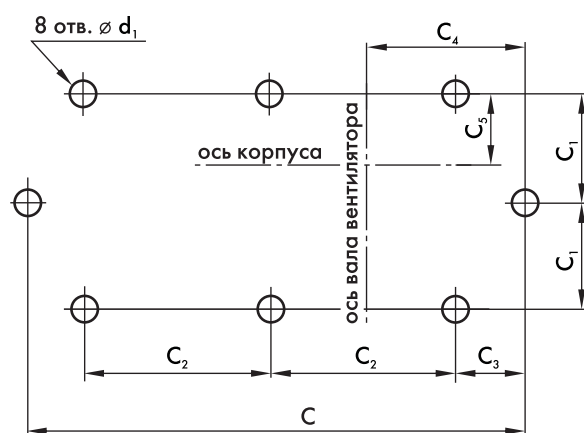 8 отв. ⌀ d₁
C₄
C₅
C₁
ось корпуса
ось вала вентилятора
C₁
C₂
C₂
C₃
C